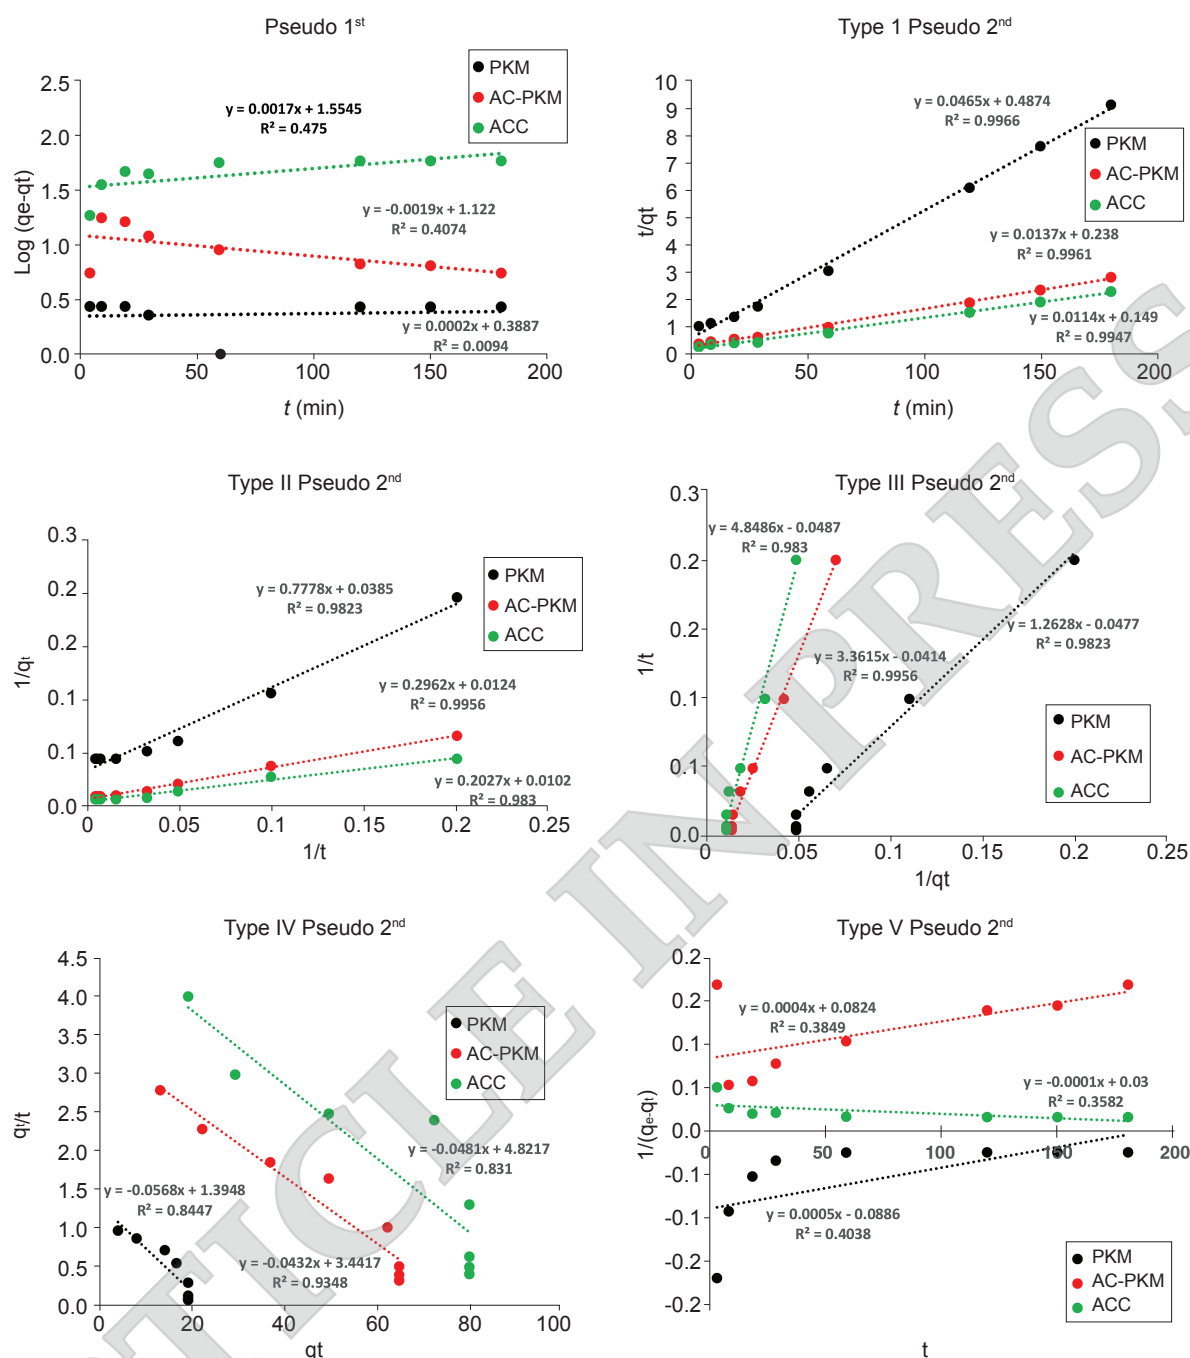 Pseudo 1st
PKM
AC-PKM
ACC
y = 0.0017x + 1.5545
R² = 0.475
y = -0.0019x + 1.122
R² = 0.4074
y = 0.0002x + 0.3887
R² = 0.0094
Log (qe-qt)
2.5
2.0
1.5
1.0
0.5
0.0
0 50 100 150 200
t (min)
Type 1 Pseudo 2nd
y = 0.0465x + 0.4874
R² = 0.9966
PKM
AC-PKM
ACC
y = 0.0137x + 0.238
R² = 0.9961
y = 0.0114x + 0.149
R² = 0.9947
t/qt
10
9
8
7
6
5
4
3
2
1
0
0 50 100 150 200
t (min)
Type II Pseudo 2nd
PKM
AC-PKM
ACC
y = 0.7778x + 0.0385
R² = 0.9823
y = 0.2962x + 0.0124
R² = 0.9956
y = 0.2027x + 0.0102
R² = 0.983
1/qt
0.3
0.2
0.2
0.1
0.1
0.0
0 0.05 0.1 0.15 0.2 0.25
1/t
Type III Pseudo 2nd
y = 4.8486x - 0.0487
R² = 0.983
y = 1.2628x - 0.0477
R² = 0.9823
y = 3.3615x - 0.0414
R² = 0.9956
PKM
AC-PKM
ACC
1/t
0.3
0.2
0.2
0.1
0.1
0.0
0 0.05 0.1 0.15 0.2 0.25
1/qt
Type IV Pseudo 2nd
PKM
AC-PKM
ACC
y = -0.0481x + 4.8217
R² = 0.831
y = -0.0568x + 1.3948
R² = 0.8447
y = -0.0432x + 3.4417
R² = 0.9348
qt/t
4.5
4.0
3.5
3.0
2.5
2.0
1.5
1.0
0.5
0.0
0 20 40 60 80 100
qt
Type V Pseudo 2nd
y = 0.0004x + 0.0824
R² = 0.3849
y = -0.0001x + 0.03
R² = 0.3582
y = 0.0005x - 0.0886
R² = 0.4038
PKM
AC-PKM
ACC
1/(qe-qt)
0.2
0.2
0.1
0.1
0.0
-0.1
-0.1
-0.2
-0.2
0 50 100 150 200
t
TICLE IN PRESS